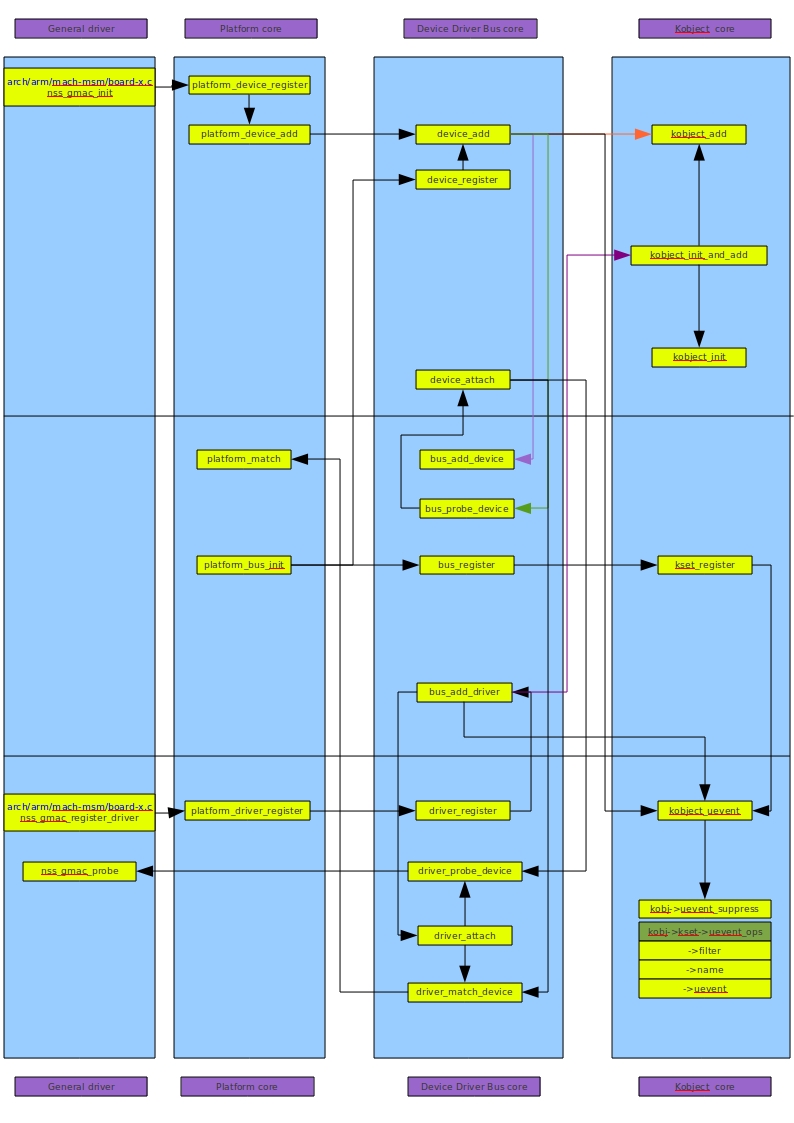 General driver
Platform core
Device Driver Bus core
Kobject core
arch/arm/mach-msm/board-x.c
nss_gmac_init
platform_device_register
platform_device_add
device_add
kobject_add
device_register
kobject_init_and_add
kobject_init
device_attach
platform_match
bus_add_device
bus_probe_device
platform_bus_init
bus_register
kset_register
bus_add_driver
arch/arm/mach-msm/board-x.c
nss_gmac_register_driver
platform_driver_register
driver_register
kobject_uevent
nss_gmac_probe
driver_probe_device
kobj->uevent_suppress
driver_attach
kobj->kset->uevent_ops
->filter
->name
->uevent
driver_match_device
General driver
Platform core
Device Driver Bus core
Kobject core